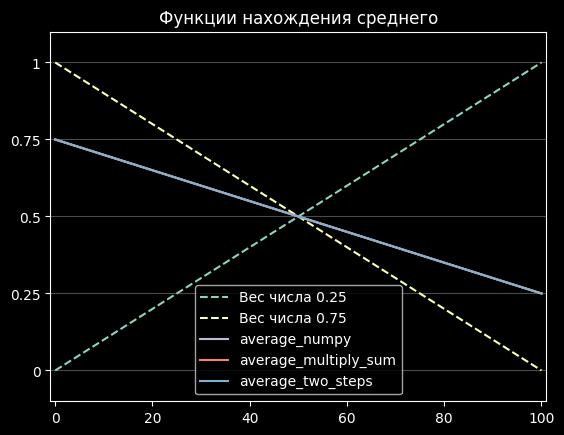 Функции нахождения среднего
1
0.75
0.5
0.25
0
Вес числа 0.25
Вес числа 0.75
average_numpy
average_multiply_sum
average_two_steps
0 20 40 60 80 100